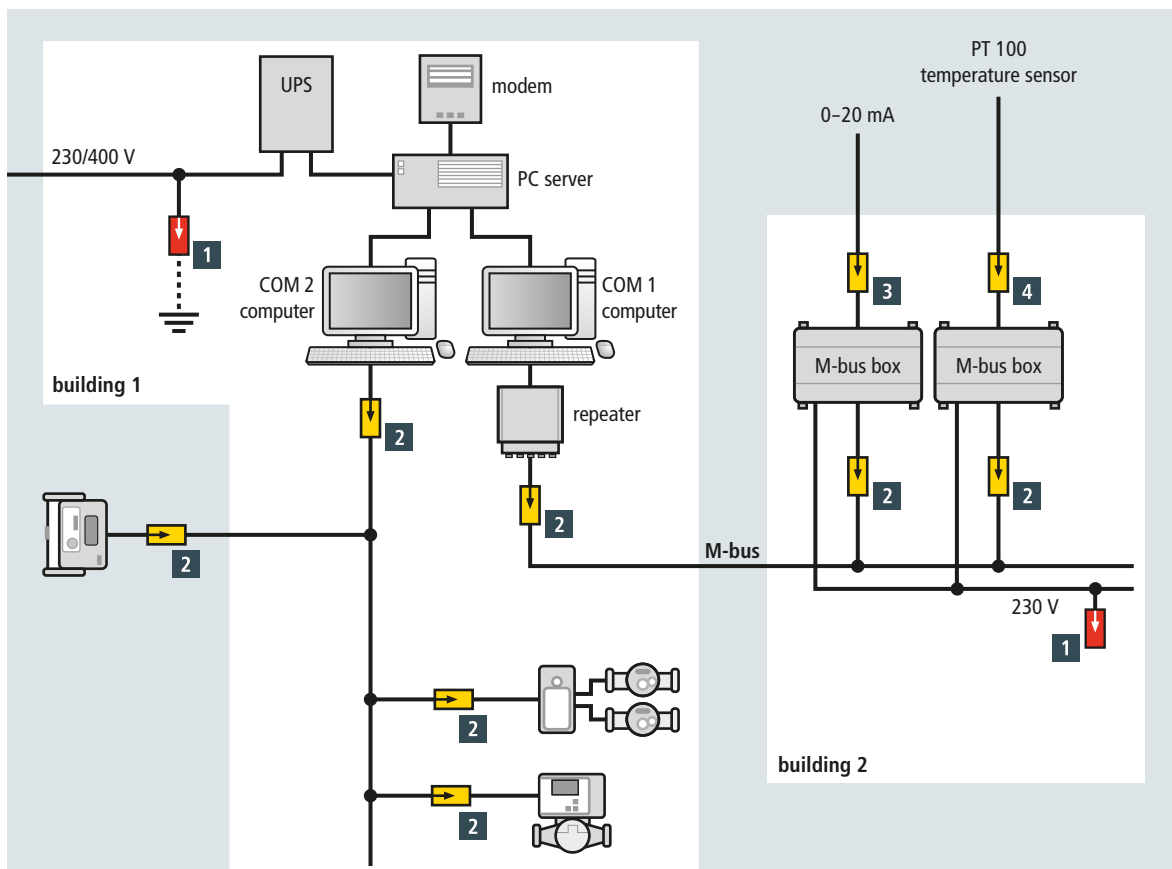 PT 100
temperature sensor
UPS
modem
0–20 mA
230/400 V
PC server
1
COM 2
computer
COM 1
computer
3
4
M-bus box
M-bus box
building 1
repeater
2
2
2
2
2
M-bus
230 V
1
2
building 2
2